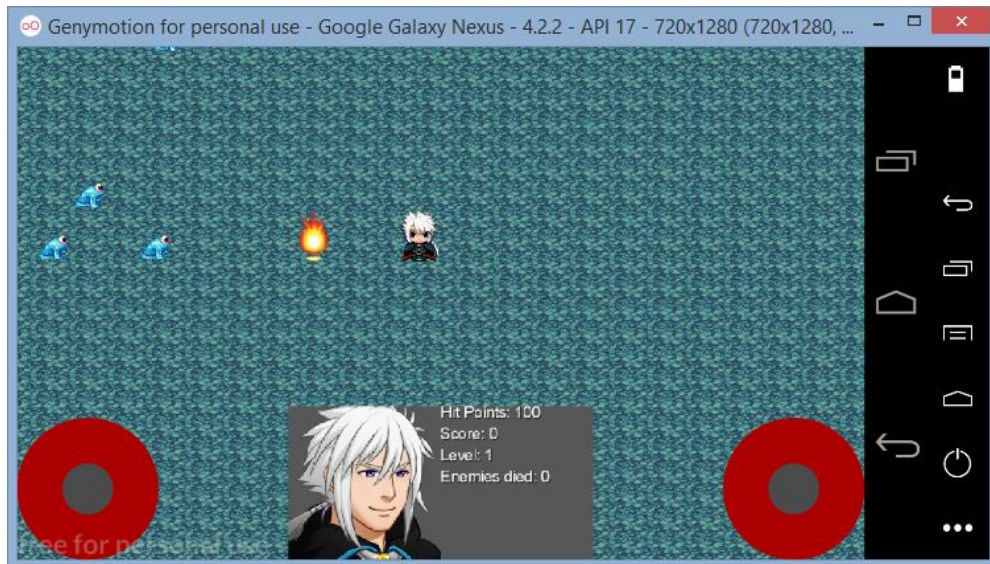 Genymotion for personal use - Google Galaxy Nexus - 4.2.2 - API 17 - 720x1280 (720x1280, ...
Hit Points: 100
Score: 0
Level: 1
Enemies died: 0
free for personal use